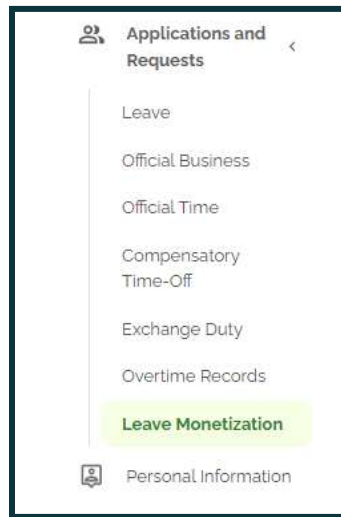 Applications and
Requests
Leave
Official Business
Official Time
Compensatory
Time-Off
Exchange Duty
Overtime Records
Leave Monetization
Personal Information